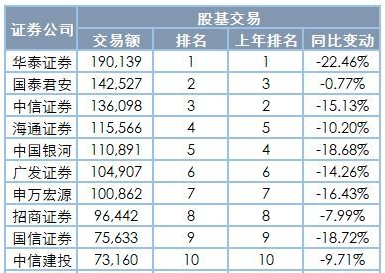 证券公司 股基交易
交易额 排名 上年排名 同比变动
华泰证券 190,139 1 1 -22.46%
国泰君安 142,527 2 3 -0.77%
中信证券 136,098 3 2 -15.13%
海通证券 115,566 4 5 -10.20%
中国银河 110,891 5 4 -18.68%
广发证券 104,907 6 6 -14.26%
申万宏源 100,862 7 7 -16.43%
招商证券 96,442 8 8 -7.99%
国信证券 75,633 9 9 -18.72%
中信建投 73,160 10 10 -9.71%